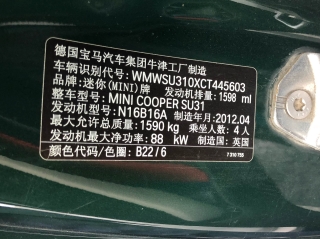 德国宝马汽车集团牛津工厂制造
车辆识别代号: WMWSU310XCT445603
品牌:迷你(MINI) 发动机排量: 1598 ml
整车型号: MINI COOPER SU31
发动机型号: N16B16A 制造年月:2012.04
最大允许总质量: 1590 kg 乘坐人数: 4 人
发动机最大净功率: 88 kW 制造国: 英国
颜色代码/色圈: B22/6
7 310 755